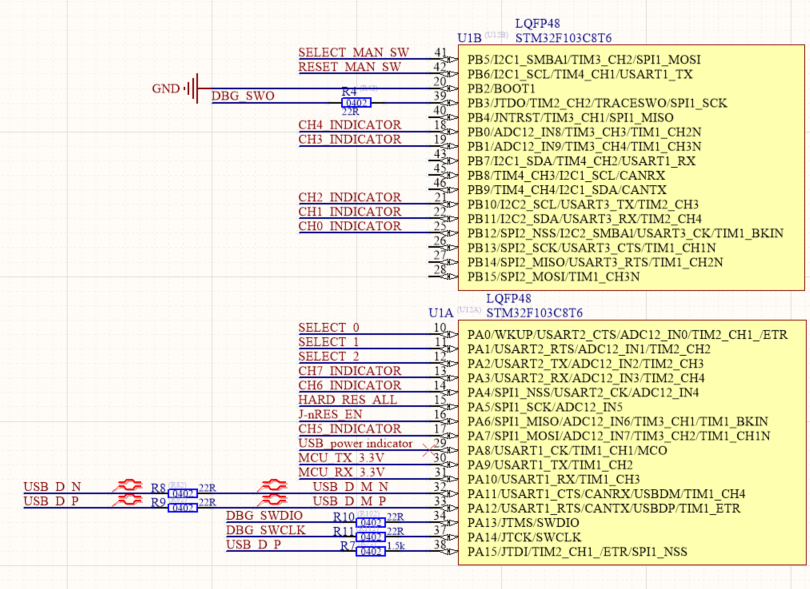 LQFP48
U1B (U12B) STM32F103C8T6
SELECT_MAN_SW 41 PB5/I2C1_SMBAI/TIM3_CH2/SPI1_MOSI
RESET_MAN_SW 42 PB6/I2C1_SCL/TIM4_CH1/USART1_TX
GND 20 PB2/BOOT1
DBG_SWO R4 0402 22R 39 PB3/JTDO/TIM2_CH2/TRACESWO/SPI1_SCK
40 PB4/JNTRST/TIM3_CH1/SPI1_MISO
CH4_INDICATOR 18 PB0/ADC12_IN8/TIM3_CH3/TIM1_CH2N
CH3_INDICATOR 19 PB1/ADC12_IN9/TIM3_CH4/TIM1_CH3N
43 PB7/I2C1_SDA/TIM4_CH2/USART1_RX
45 PB8/TIM4_CH3/I2C1_SCL/CANRX
46 PB9/TIM4_CH4/I2C1_SDA/CANTX
CH2_INDICATOR 21 PB10/I2C2_SCL/USART3_TX/TIM2_CH3
CH1_INDICATOR 22 PB11/I2C2_SDA/USART3_RX/TIM2_CH4
CH0_INDICATOR 25 PB12/SPI2_NSS/I2C2_SMBAI/USART3_CK/TIM1_BKIN
26 PB13/SPI2_SCK/USART3_CTS/TIM1_CH1N
27 PB14/SPI2_MISO/USART3_RTS/TIM1_CH2N
28 PB15/SPI2_MOSI/TIM1_CH3N
LQFP48
U1A (U12A) STM32F103C8T6
SELECT_0 10 PA0/WKUP/USART2_CTS/ADC12_IN0/TIM2_CH1_/ETR
SELECT_1 11 PA1/USART2_RTS/ADC12_IN1/TIM2_CH2
SELECT_2 12 PA2/USART2_TX/ADC12_IN2/TIM2_CH3
CH7_INDICATOR 13 PA3/USART2_RX/ADC12_IN3/TIM2_CH4
CH6_INDICATOR 14 PA4/SPI1_NSS/USART2_CK/ADC12_IN4
HARD_RES_ALL 15 PA5/SPI1_SCK/ADC12_IN5
J-nRES_EN 16 PA6/SPI1_MISO/ADC12_IN6/TIM3_CH1/TIM1_BKIN
CH5_INDICATOR 17 PA7/SPI1_MOSI/ADC12_IN7/TIM3_CH2/TIM1_CH1N
USB_power indicator 29 PA8/USART1_CK/TIM1_CH1/MCO
MCU_TX_3.3V 30 PA9/USART1_TX/TIM1_CH2
MCU_RX_3.3V 31 PA10/USART1_RX/TIM1_CH3
USB_D_N R8 0402 22R USB_D_M_N 32 PA11/USART1_CTS/CANRX/USBDM/TIM1_CH4
USB_D_P R9 0402 22R USB_D_M_P 33 PA12/USART1_RTS/CANTX/USBDP/TIM1_ETR
DBG_SWDIO R10 0402 22R 34 PA13/JTMS/SWDIO
DBG_SWCLK R11 0402 22R 37 PA14/JTCK/SWCLK
USB_D_P R7 0402 1.5k 38 PA15/JTDI/TIM2_CH1_/ETR/SPI1_NSS